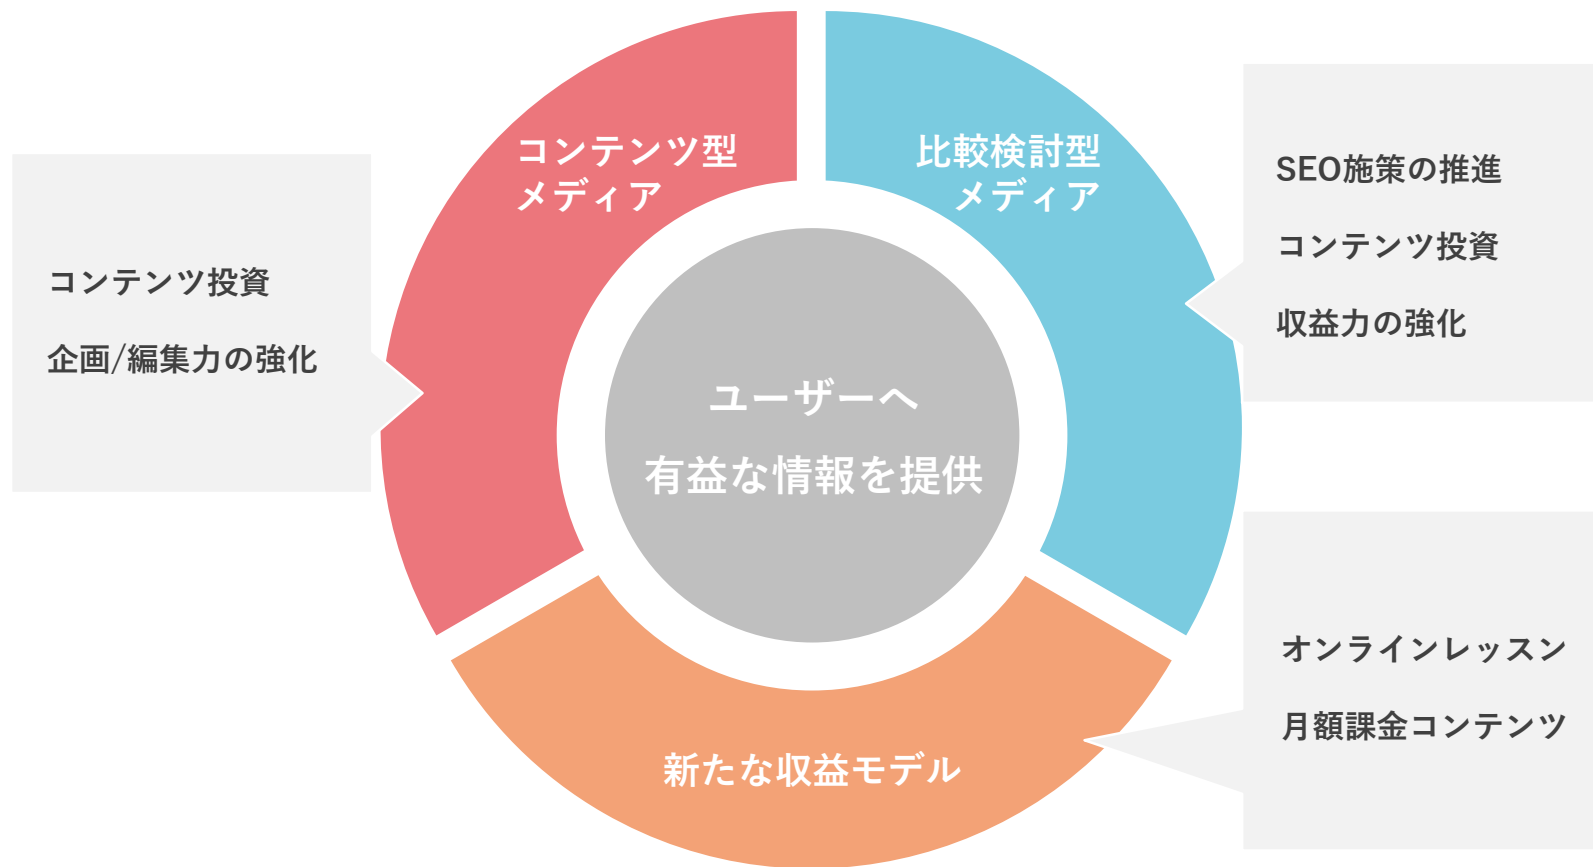 コンテンツ型
メディア
比較検討型
メディア
SEO施策の推進
コンテンツ投資
収益力の強化
コンテンツ投資
企画/編集力の強化
ユーザーへ
有益な情報を提供
オンラインレッスン
月額課金コンテンツ
新たな収益モデル